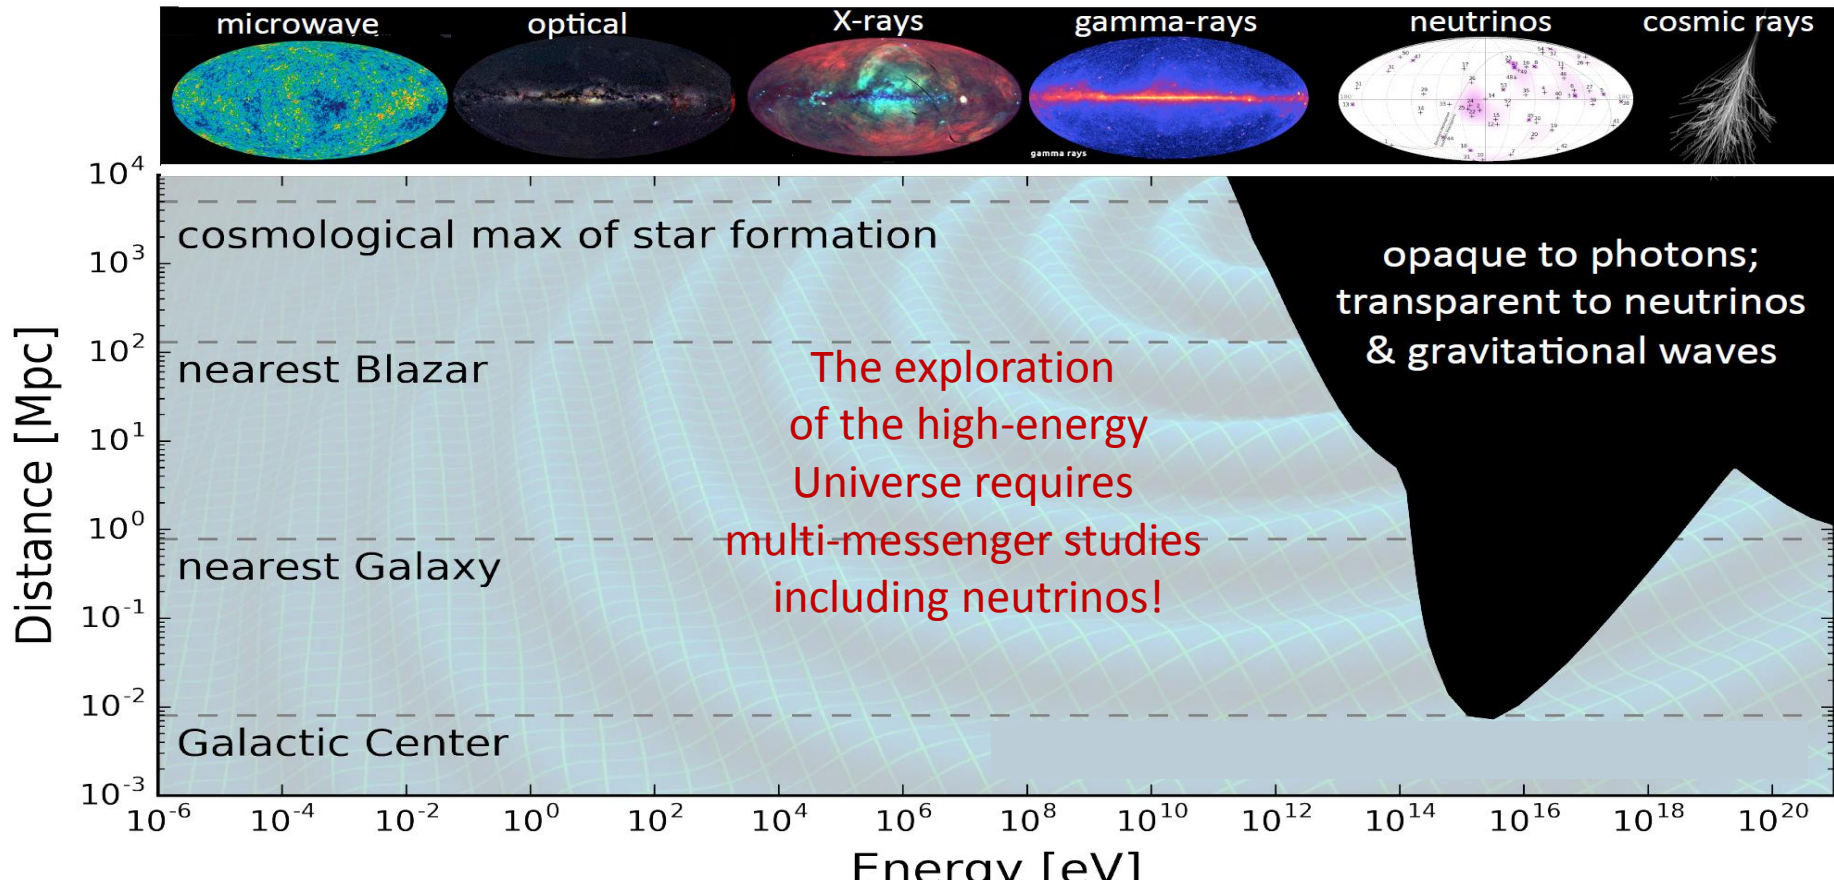 microwave
optical
X-rays
gamma-rays
neutrinos
cosmic rays
gamma rays
10^4
10^3
10^2
10^1
10^0
10^-1
10^-2
10^-3
Distance [Mpc]
cosmological max of star formation
nearest Blazar
nearest Galaxy
Galactic Center
The exploration
of the high-energy
Universe requires
multi-messenger studies
including neutrinos!
opaque to photons;
transparent to neutrinos
& gravitational waves
10^-6 10^-4 10^-2 10^0 10^2 10^4 10^6 10^8 10^10 10^12 10^14 10^16 10^18 10^20
Energy [eV]